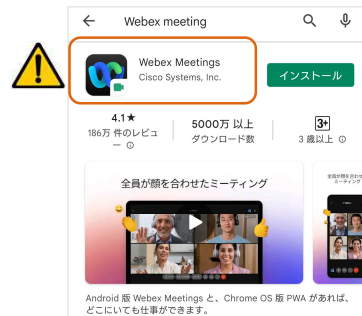 Webex meeting
Webex Meetings
Cisco Systems, Inc.
インストール
4.1★
186万 件のレビュ
ー
5000万 以上
ダウンロード数
3+
3 歳以上
全員が顔を合わせたミーティング
Android 版 Webex Meetings と、Chrome OS 版 PWA があれば、
どこにいても仕事ができます。